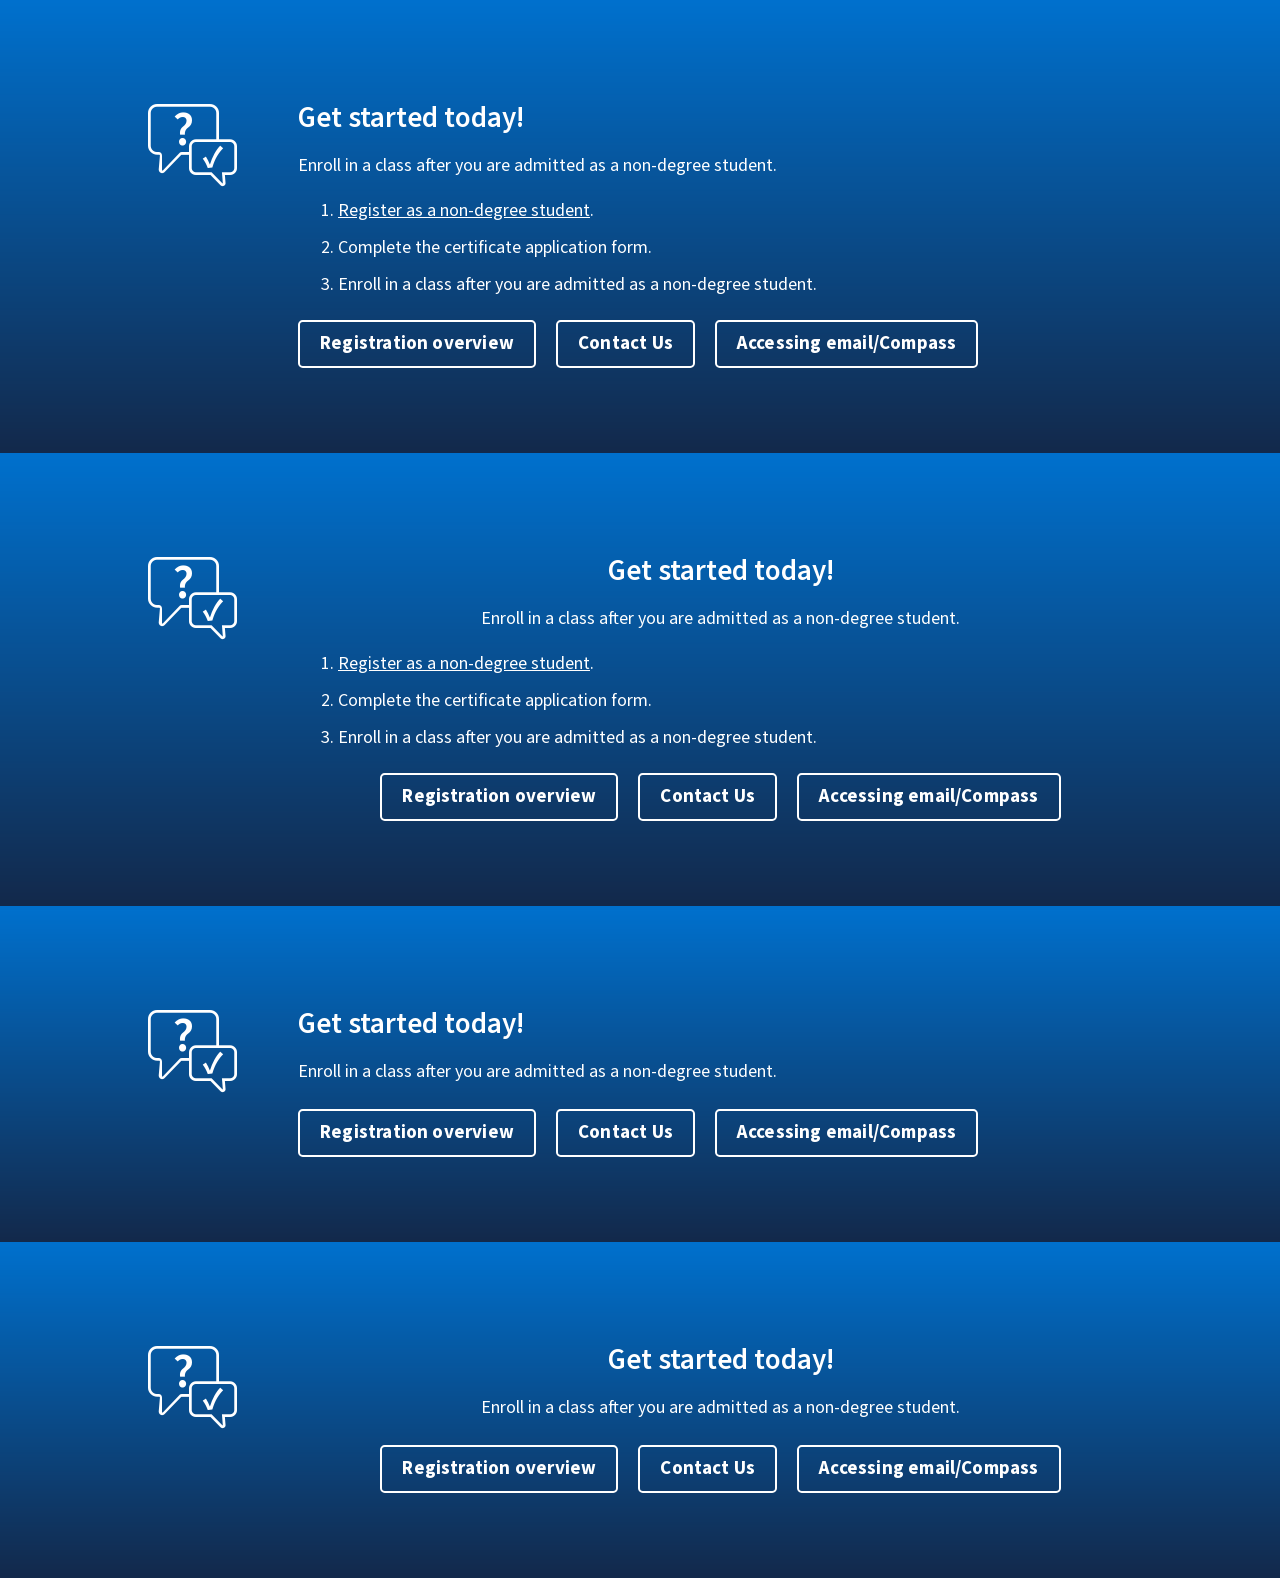 Get started today!
Enroll in a class after you are admitted as a non-degree student.
1. Register as a non-degree student.
2. Complete the certificate application form.
3. Enroll in a class after you are admitted as a non-degree student.
Registration overview Contact Us Accessing email/Compass
Get started today!
Enroll in a class after you are admitted as a non-degree student.
1. Register as a non-degree student.
2. Complete the certificate application form.
3. Enroll in a class after you are admitted as a non-degree student.
Registration overview Contact Us Accessing email/Compass
Get started today!
Enroll in a class after you are admitted as a non-degree student.
Registration overview Contact Us Accessing email/Compass
Get started today!
Enroll in a class after you are admitted as a non-degree student.
Registration overview Contact Us Accessing email/Compass